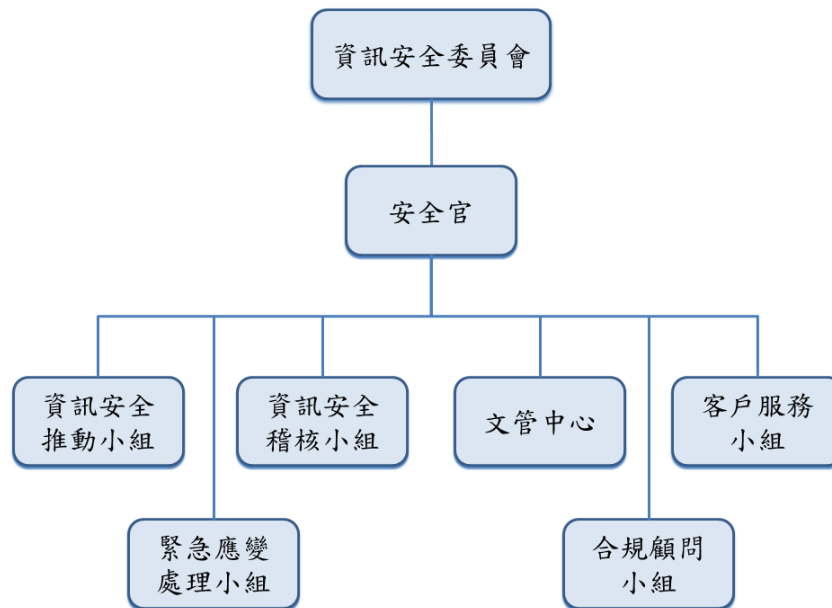 資訊安全委員會
安全官
資訊安全
推動小組
資訊安全
稽核小組
文管中心
客戶服務
小組
緊急應變
處理小組
合規顧問
小組